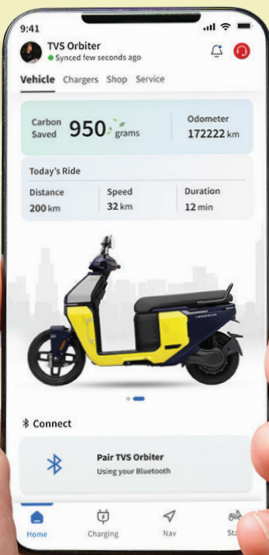 9:41
TVS Orbiter
Synced few seconds ago
Vehicle Chargers Shop Service
Carbon Saved 950 grams
Odometer
172222 km
Today's Ride
Distance Speed Duration
200 km 32 km 12 min
Connect
Pair TVS Orbiter
Using your Bluetooth
Home Charging Nav